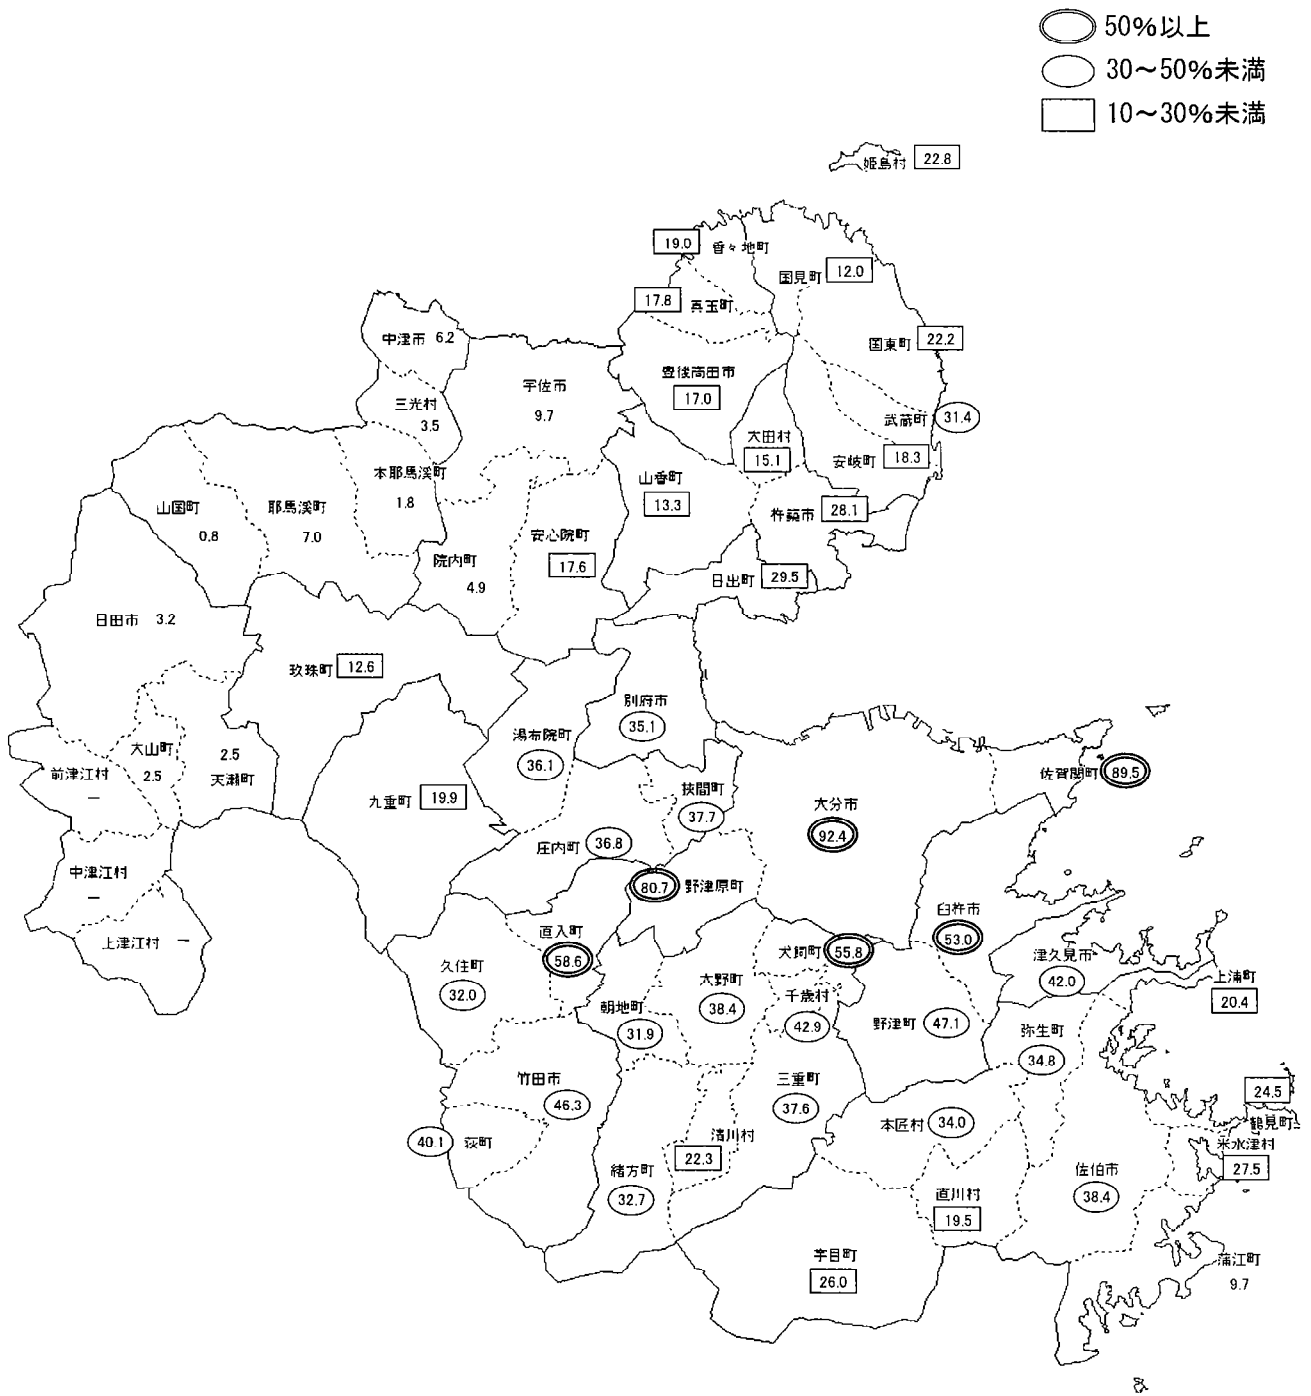 50%以上
30～50%未満
10～30%未満
姫島村 22.8
19.0 香々地町
国見町 12.0
17.8 真玉町
中津市 6.2
国東町 22.2
豊後高田市
17.0
宇佐市
9.7
三光村
3.5
武蔵町 31.4
大田村
15.1
安岐町 18.3
本耶馬溪町
1.8
山香町
13.3
山国町
0.8
耶馬溪町
7.0
杵築市 28.1
安心院町
17.6
院内町
4.9
日出町 29.5
日田市 3.2
玖珠町 12.6
別府市
35.1
湯布院町
36.1
大山町
2.5
2.5
天瀬町
前津江村
—
佐賀関町 89.5
狭間町
37.7
九重町 19.9
大分市
92.4
庄内町 36.8
中津江村
—
80.7 野津原町
上津江村 —
直入町
58.6
臼杵市
53.0
犬飼町 55.8
久住町
32.0
津久見市
42.0
大野町
38.4
千歳村
42.9
上浦町
20.4
朝地町
31.9
野津町 47.1
弥生町
34.8
竹田市
46.3
三重町
37.6
24.5
鶴見町
本匠村 34.0
40.1 荻町
清川村
22.3
米水津村
27.5
緒方町
32.7
佐伯市
38.4
直川村
19.5
宇目町
26.0
蒲江町
9.7